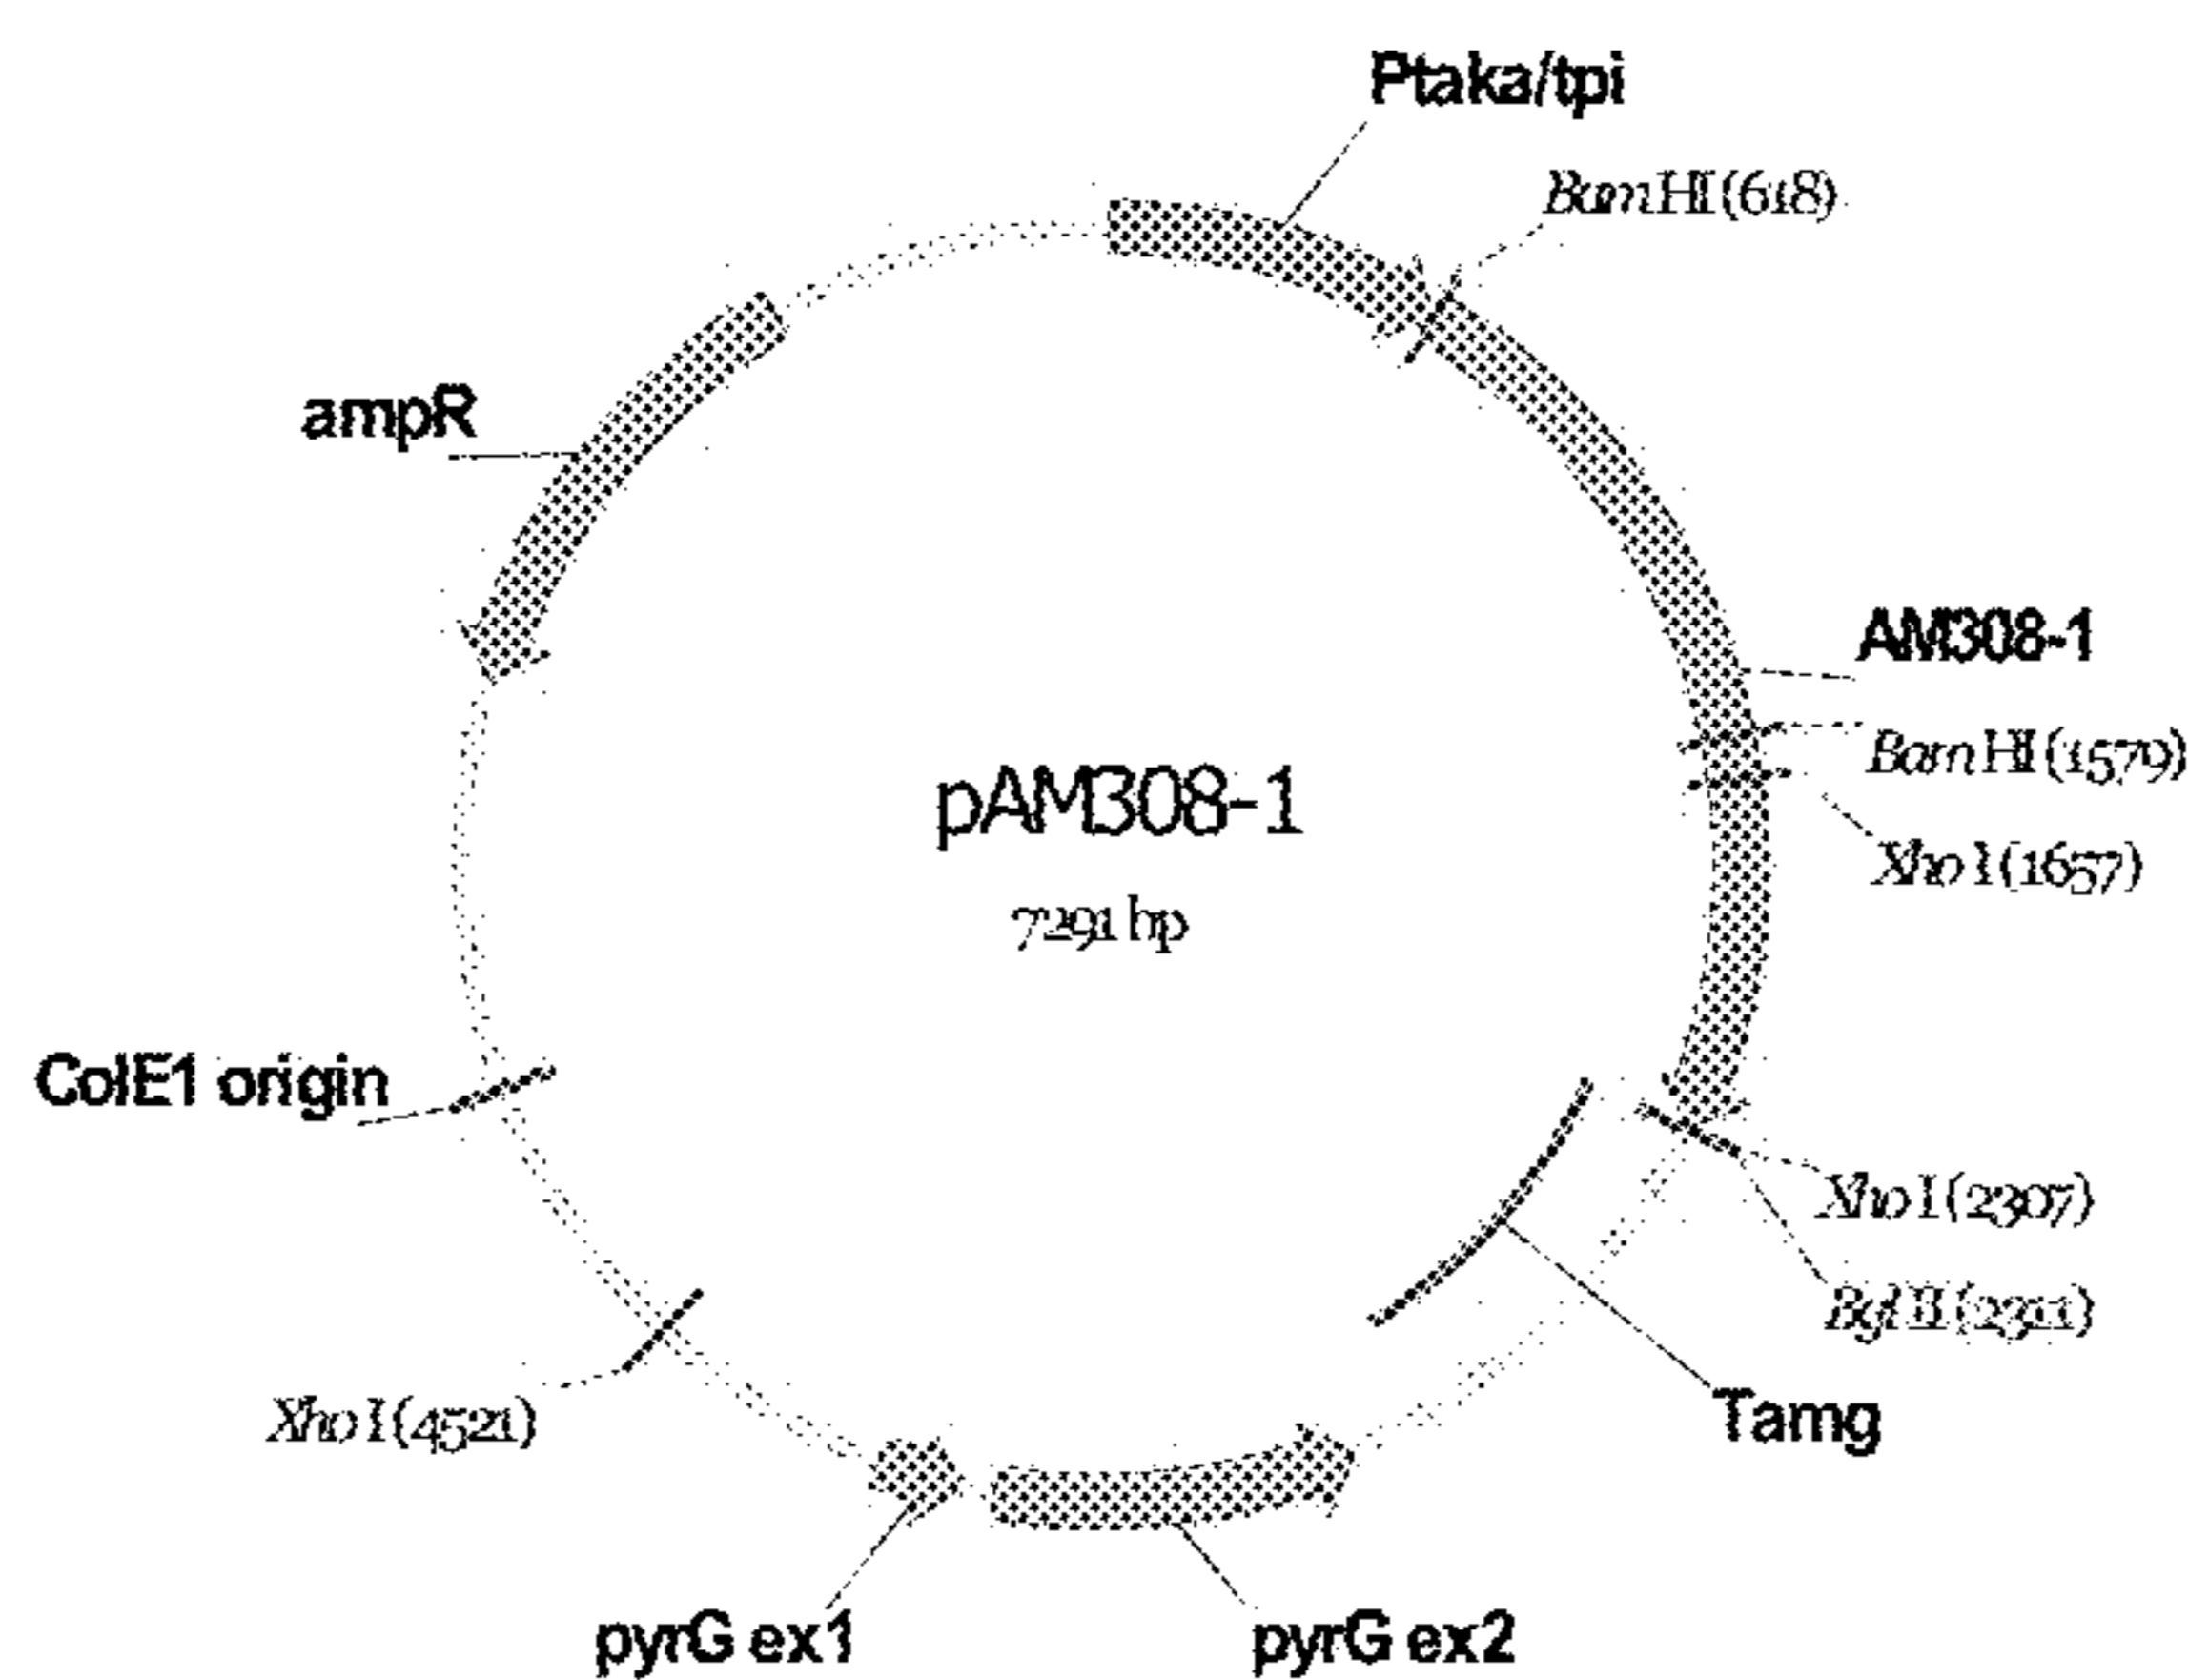 Ptaka/tpi
BamHI (618)
ampR
AM308-1
BamHI (1579)
pAM308-1
XhoI (1657)
7291 bp
ColE1 origin
XhoI (2307)
BglII (2311)
Tamg
XhoI (4521)
pyrG ex1
pyrG ex2